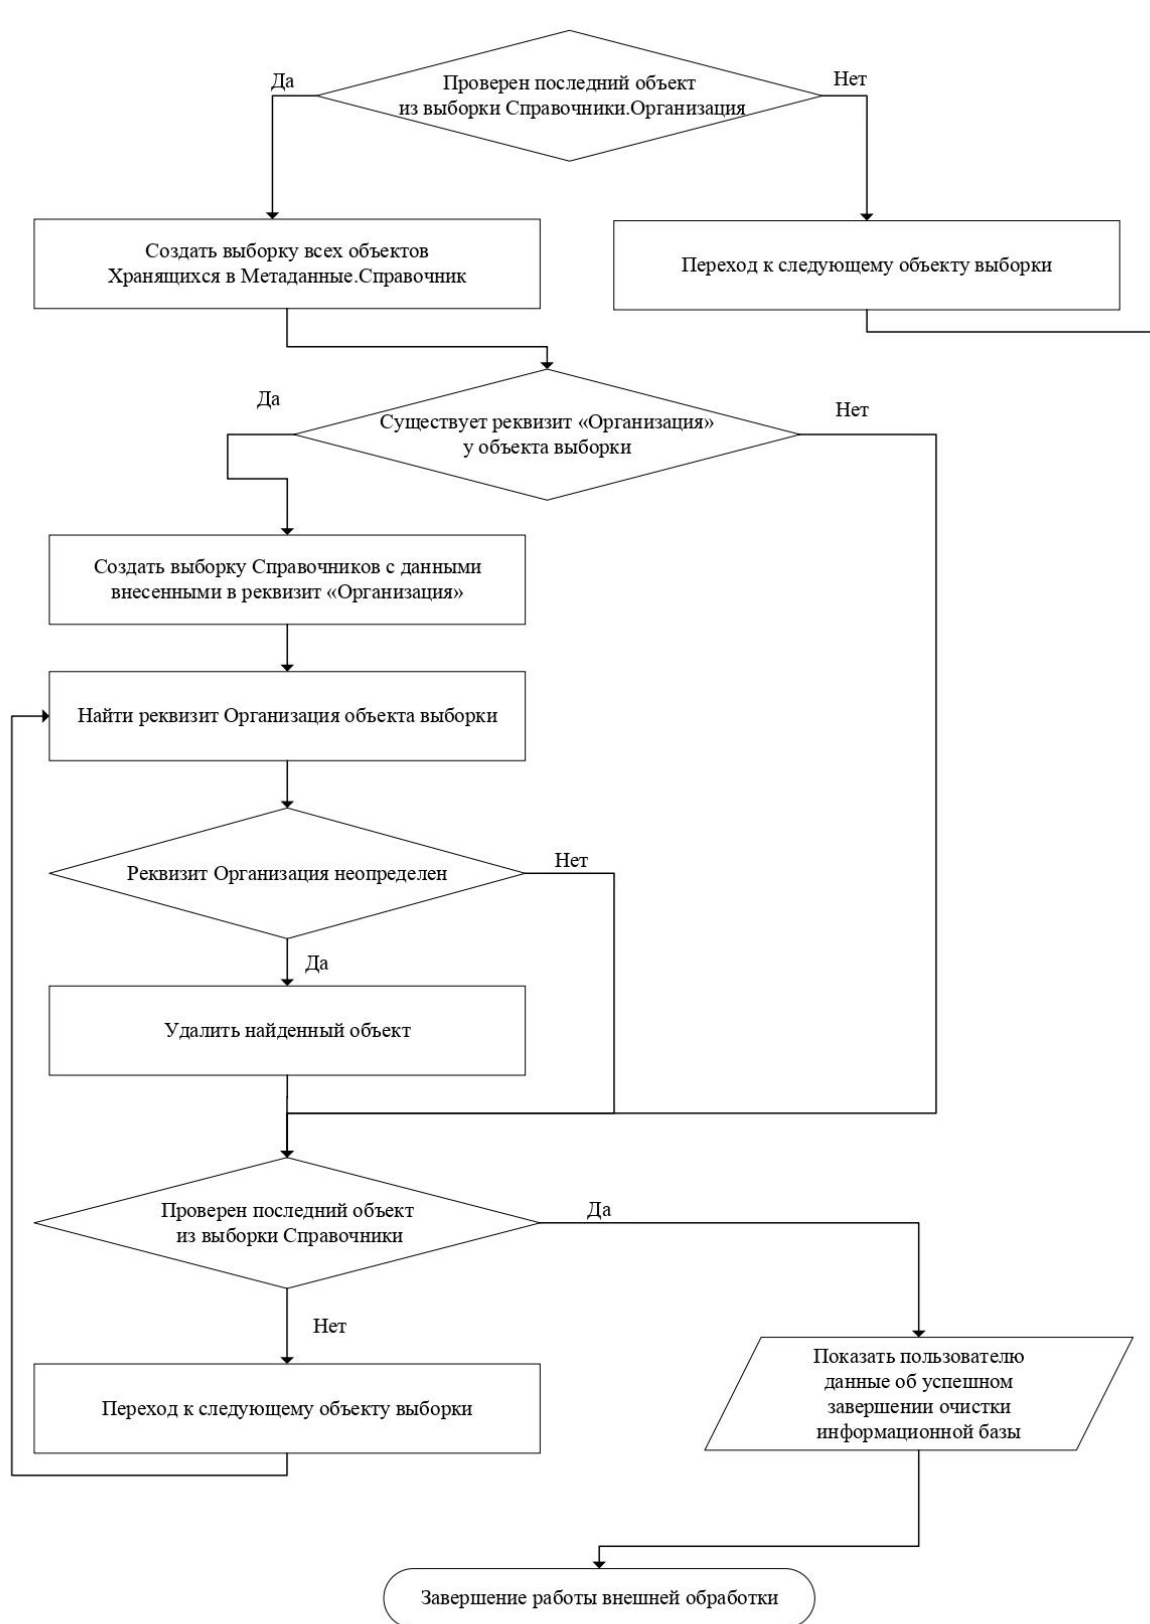 Проверен последний объект
из выборки Справочники.Организация
Да
Нет
Создать выборку всех объектов
Хранящихся в Метаданные.Справочник
Переход к следующему объекту выборки
Да
Нет
Существует реквизит «Организация»
у объекта выборки
Создать выборку Справочников с данными
внесенными в реквизит «Организация»
Найти реквизит Организация объекта выборки
Реквизит Организация неопределен
Нет
Да
Удалить найденный объект
Проверен последний объект
из выборки Справочники
Да
Нет
Переход к следующему объекту выборки
Показать пользователю
данные об успешном
завершении очистки
информационной базы
Завершение работы внешней обработки